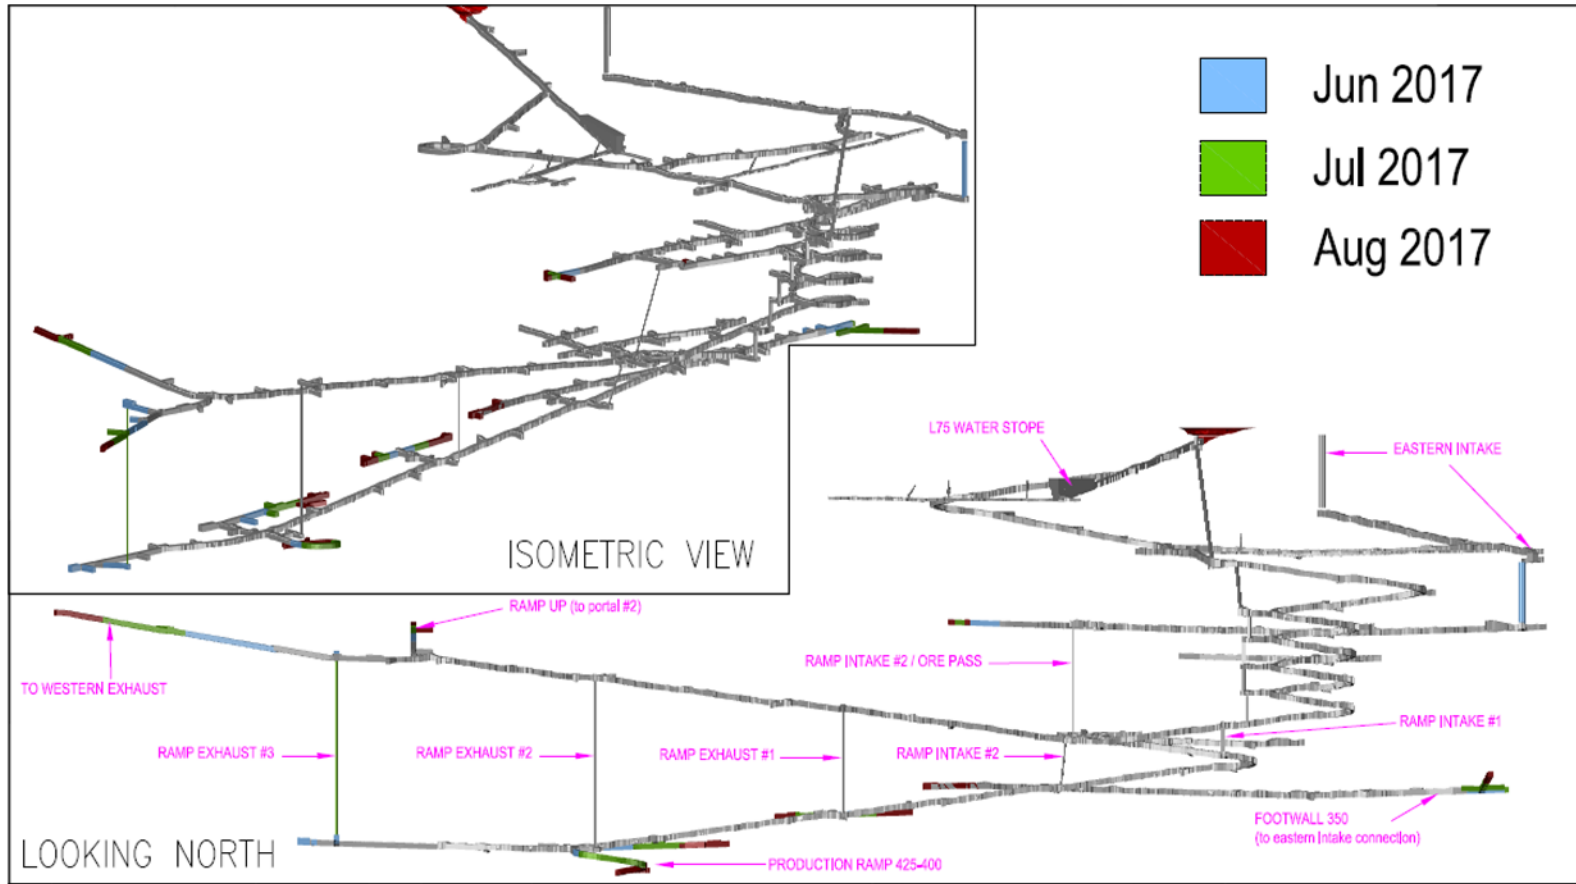 Jun 2017
Jul 2017
Aug 2017
ISOMETRIC VIEW
L75 WATER STOPE
EASTERN INTAKE
RAMP UP (to portal #2)
TO WESTERN EXHAUST
RAMP INTAKE #2 / ORE PASS
RAMP EXHAUST #3
RAMP EXHAUST #2
RAMP EXHAUST #1
RAMP INTAKE #2
RAMP INTAKE #1
FOOTWALL 350
(to eastern intake connection)
LOOKING NORTH
PRODUCTION RAMP 425-400